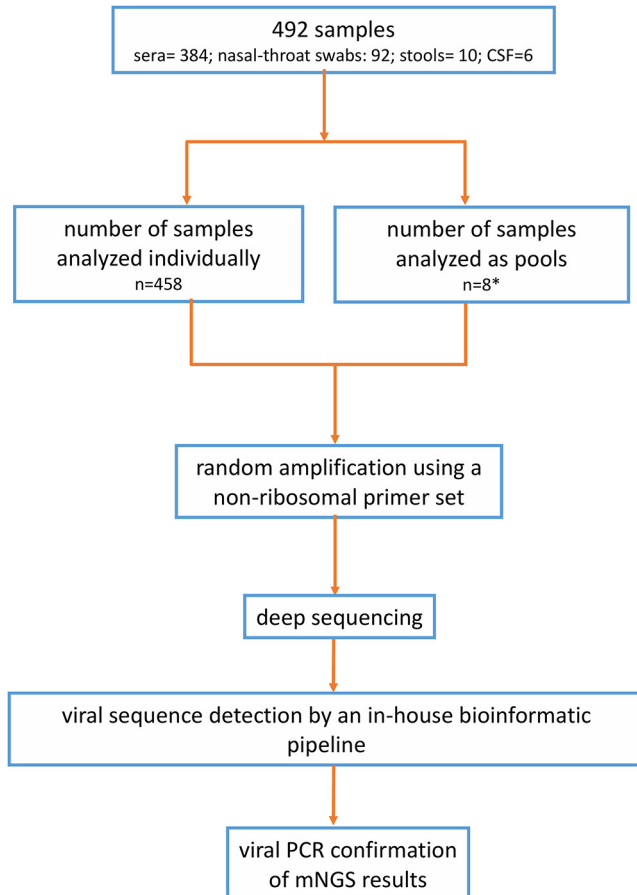 492 samples
sera= 384; nasal-throat swabs: 92; stools= 10; CSF=6
number of samples
analyzed individually
n=458
number of samples
analyzed as pools
n=8*
random amplification using a
non-ribosomal primer set
deep sequencing
viral sequence detection by an in-house bioinformatic
pipeline
viral PCR confirmation
of mNGS results